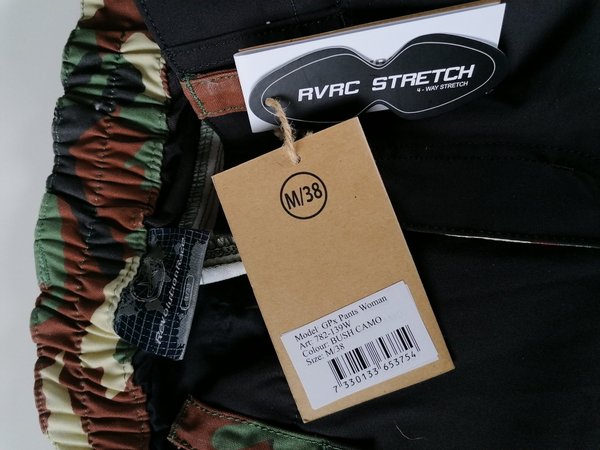 RVRC STRETCH
4 - WAY STRETCH
M/38
Model: GPx Pants Woman
Art: 782-139W
Colour: BUSH CAMO
Size: M/38
7 330133 653754